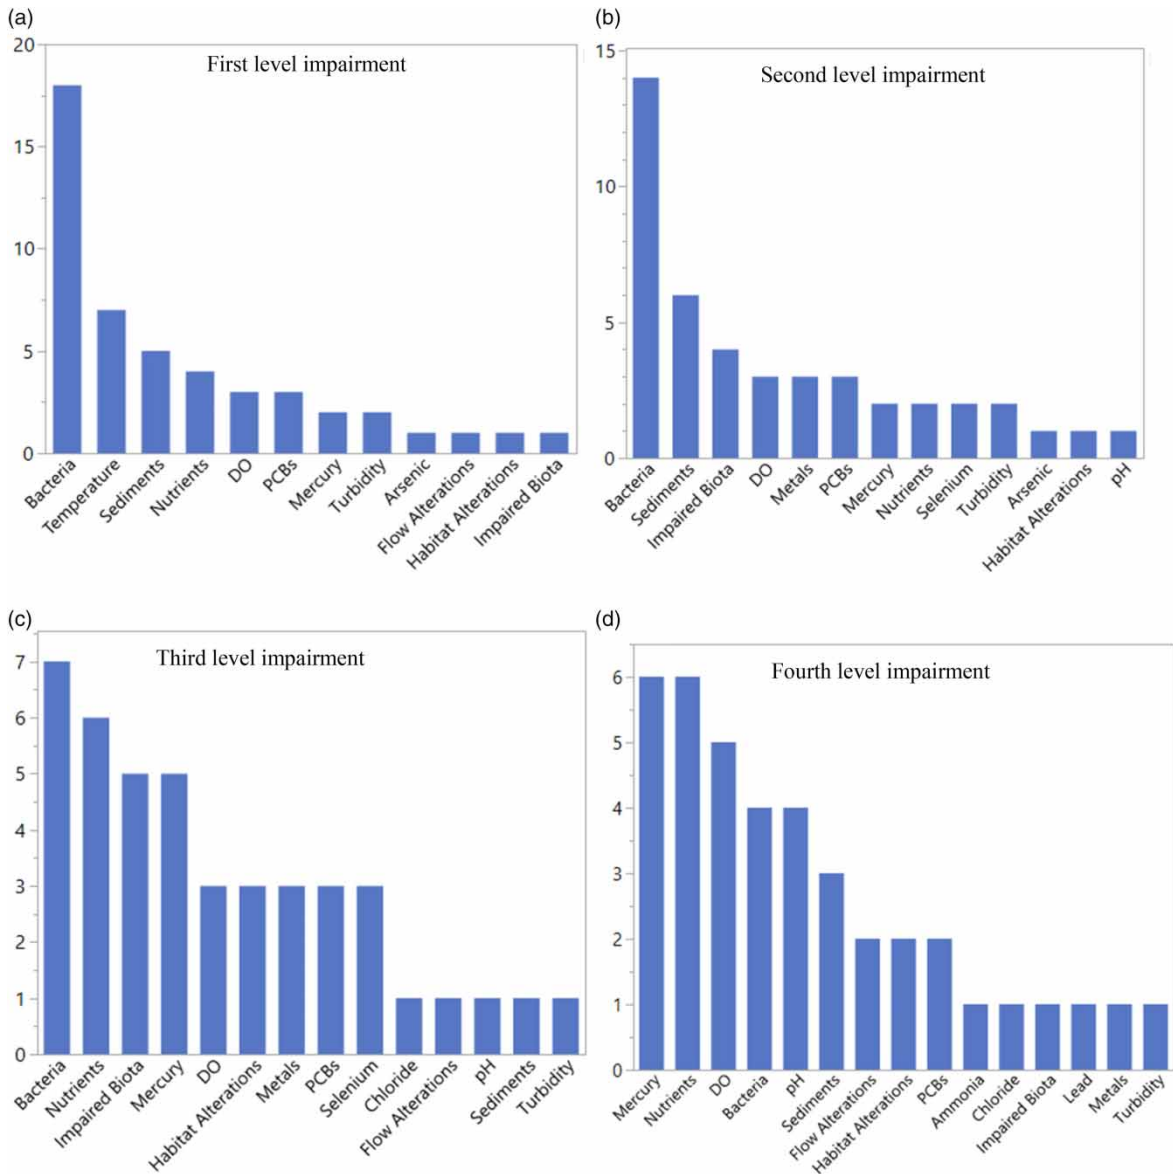 (a)
First level impairment
20
15
10
5
0
Bacteria
Temperature
Sediments
Nutrients
DO
PCBs
Mercury
Turbidity
Arsenic
Flow Alterations
Habitat Alterations
Impaired Biota
(b)
Second level impairment
15
10
5
0
Bacteria
Sediments
Impaired Biota
DO
Metals
PCBs
Mercury
Nutrients
Selenium
Turbidity
Arsenic
Habitat Alterations
pH
(c)
Third level impairment
7
6
5
4
3
2
1
0
Bacteria
Nutrients
Impaired Biota
Mercury
DO
Habitat Alterations
Metals
PCBs
Selenium
Chloride
Flow Alterations
pH
Sediments
Turbidity
(d)
Fourth level impairment
6
5
4
3
2
1
0
Mercury
Nutrients
DO
Bacteria
pH
Sediments
Flow Alterations
Habitat Alterations
PCBs
Ammonia
Chloride
Impaired Biota
Lead
Metals
Turbidity